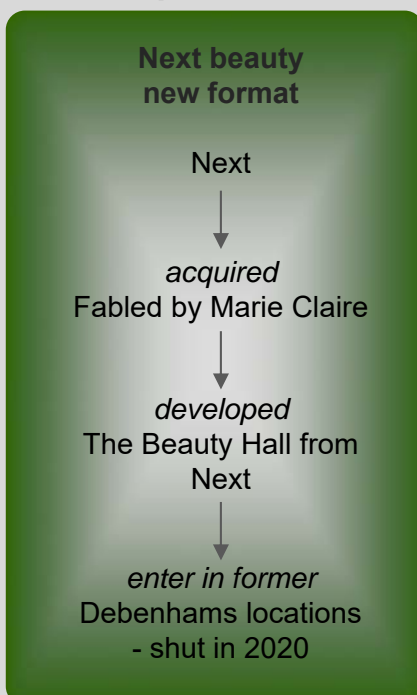 Next beauty
new format
Next
acquired
Fabled by Marie Claire
developed
The Beauty Hall from
Next
enter in former
Debenhams locations
- shut in 2020